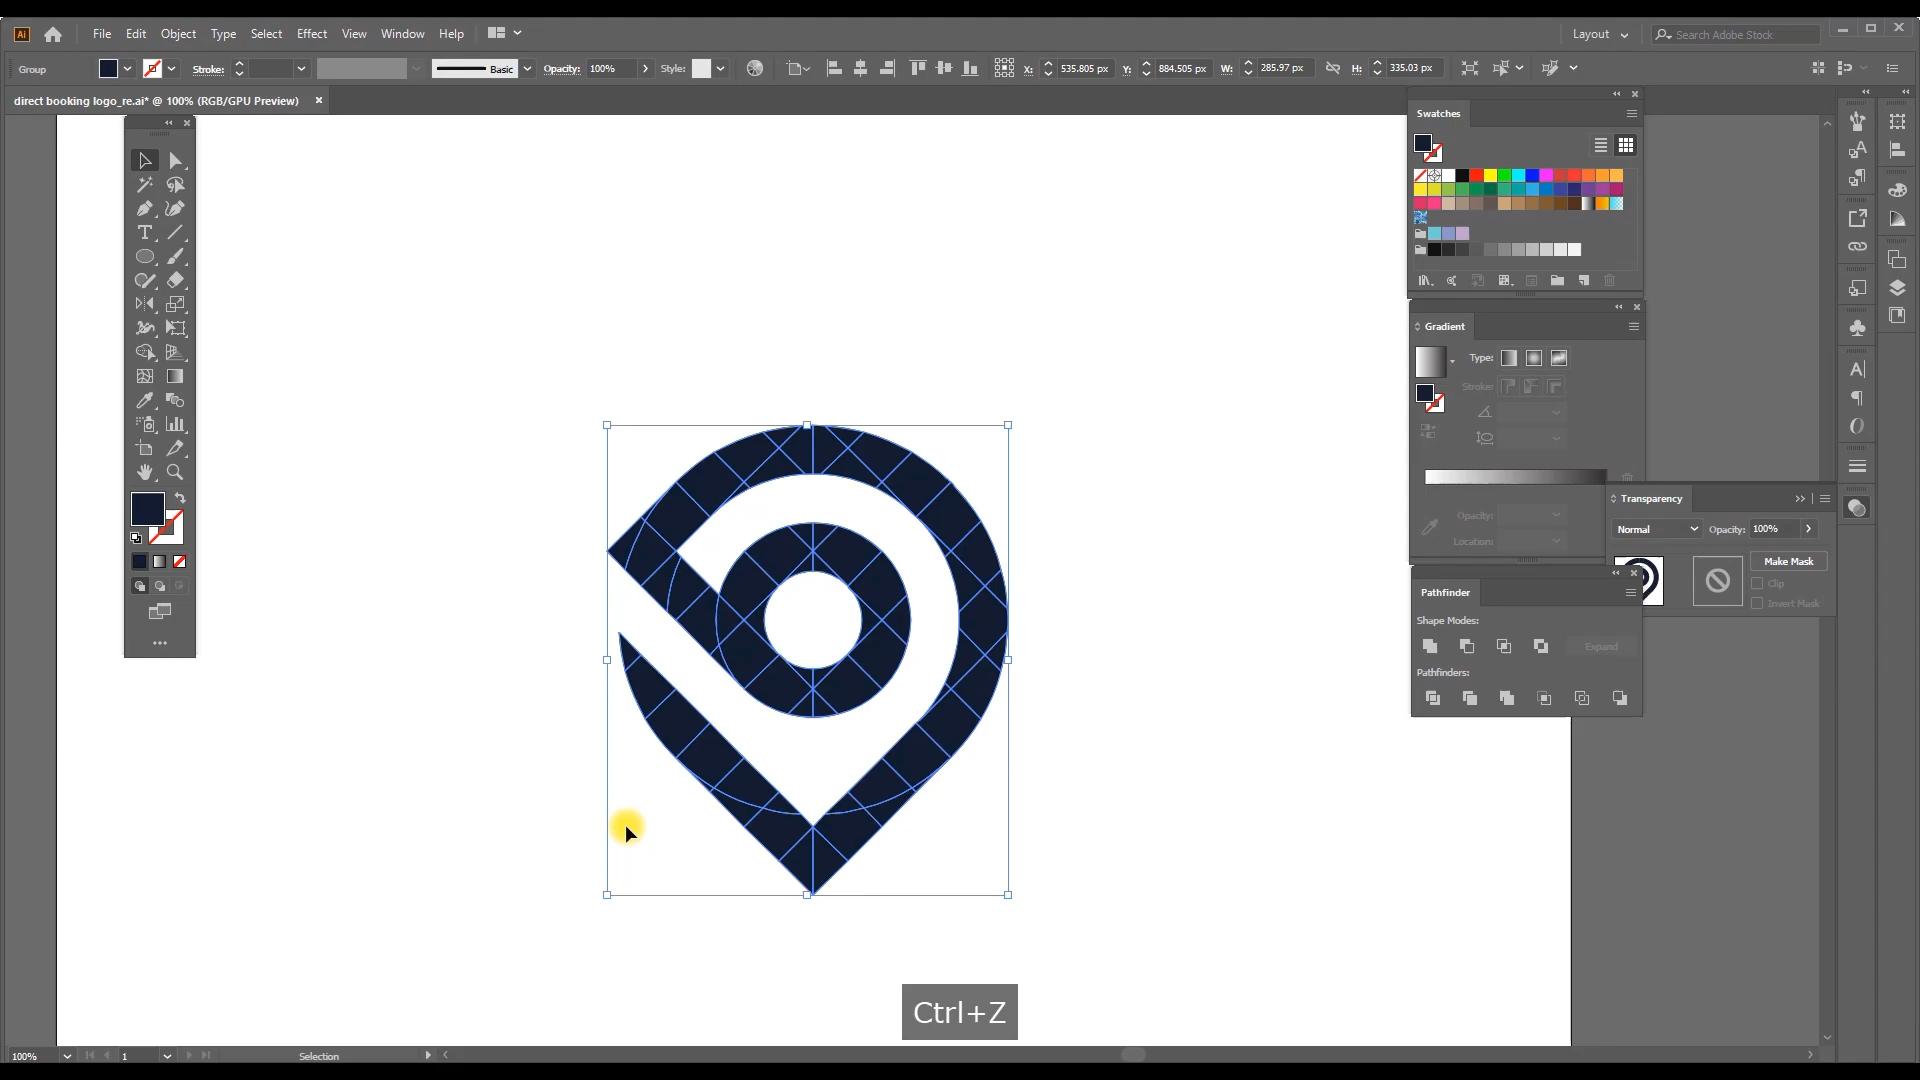 Ai File Edit Object Type Select Effect View Window Help Layout Search Adobe Stock
Group Stroke: Basic Opacity: 100% Style: X: 535.805 px Y: 884.505 px W: 285.97 px H: 335.03 px
direct booking logo_re.ai* @ 100% (RGB/GPU Preview)
Swatches
Gradient
Type:
Stroke:
Opacity:
Location:
Transparency
Normal Opacity: 100%
Make Mask
Clip
Invert Mask
Pathfinder
Shape Modes:
Expand
Pathfinders:
Ctrl+Z
100% 1 Selection